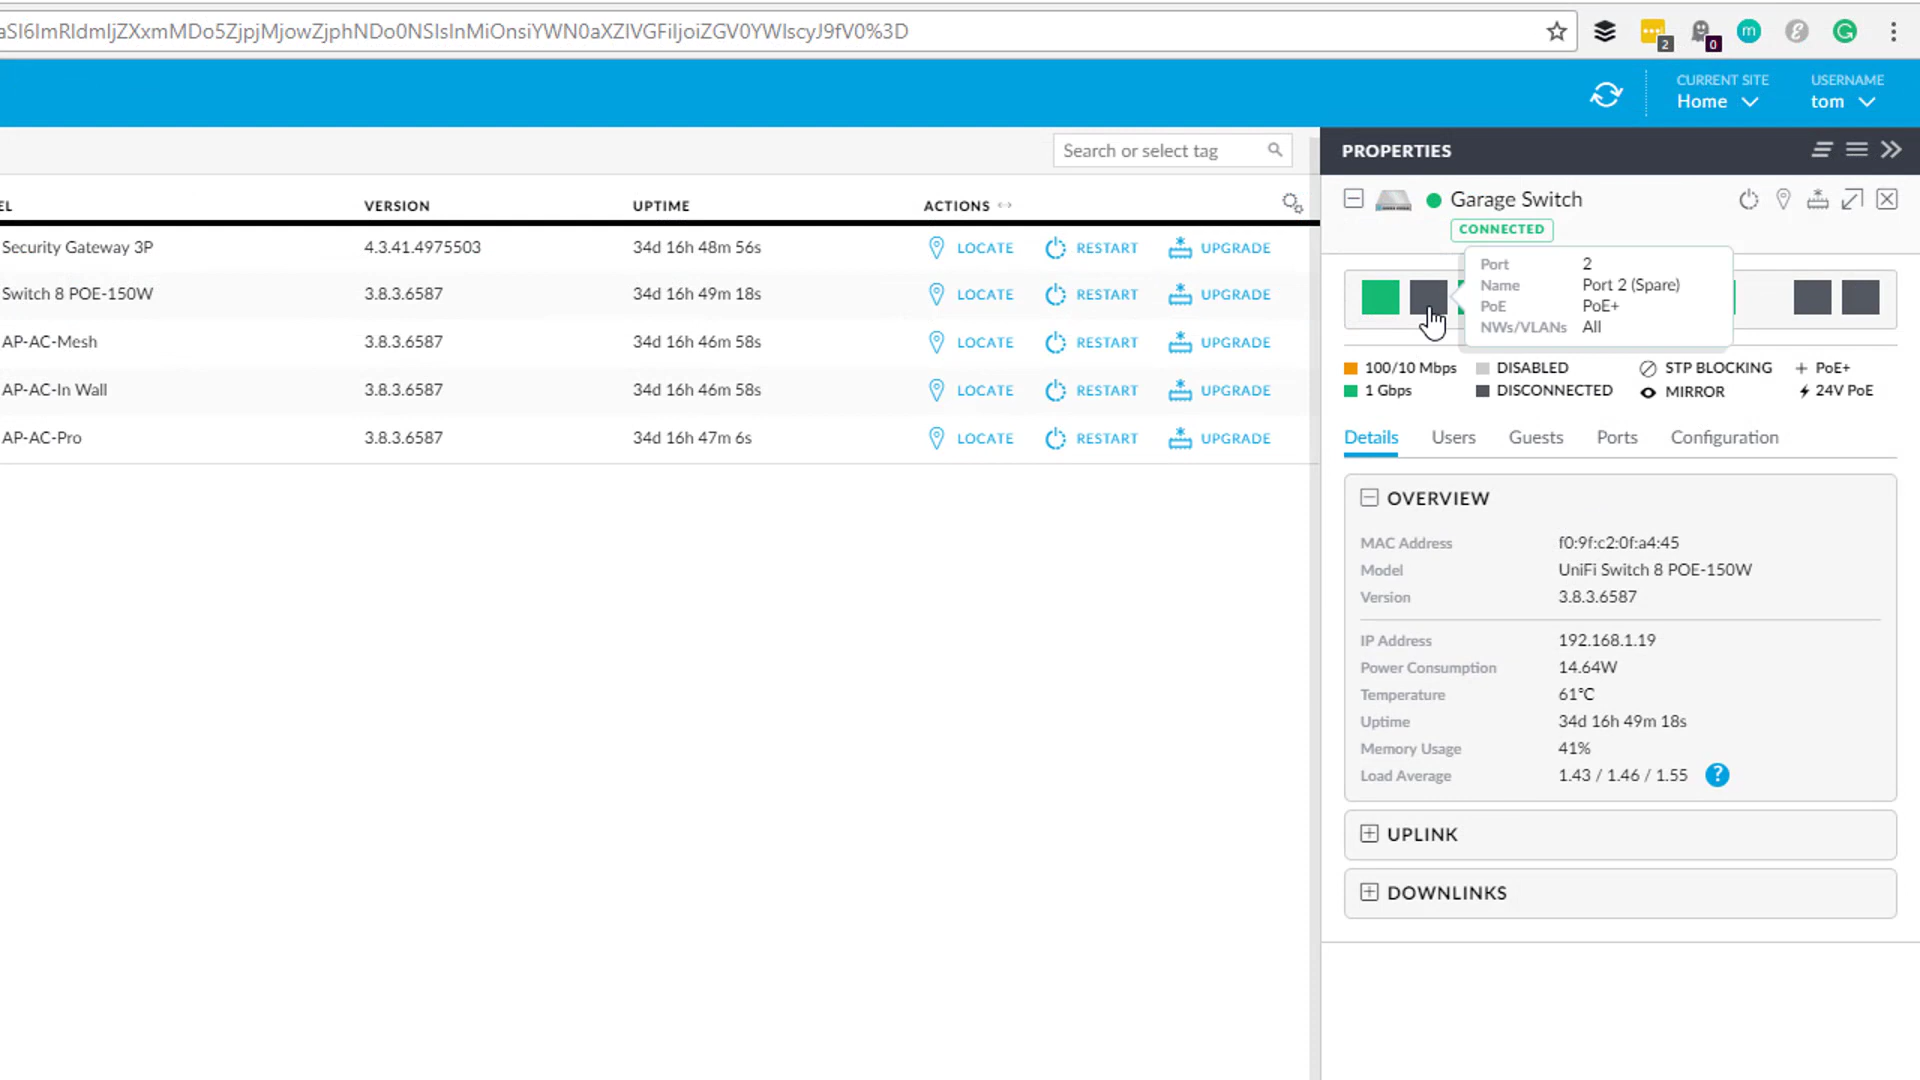 aSI6ImRldmljZXxmMDo5ZjpjMjowZjphNDo0NSIsInMiOnsiYWN0aXZlVGFiIjoiZGV0YWlscyJ9fV0%3D
2
0
m
CURRENT SITE
Home
USERNAME
tom
Search or select tag
PROPERTIES
EL
VERSION
UPTIME
ACTIONS
Garage Switch
CONNECTED
Security Gateway 3P
4.3.41.4975503
34d 16h 48m 56s
LOCATE
RESTART
UPGRADE
Switch 8 POE-150W
3.8.3.6587
34d 16h 49m 18s
LOCATE
RESTART
UPGRADE
AP-AC-Mesh
3.8.3.6587
34d 16h 46m 58s
LOCATE
RESTART
UPGRADE
AP-AC-In Wall
3.8.3.6587
34d 16h 46m 58s
LOCATE
RESTART
UPGRADE
AP-AC-Pro
3.8.3.6587
34d 16h 47m 6s
LOCATE
RESTART
UPGRADE
Port 2
Name Port 2 (Spare)
PoE PoE+
NWs/VLANs All
100/10 Mbps
DISABLED
STP BLOCKING
PoE+
1 Gbps
DISCONNECTED
MIRROR
24V PoE
Details
Users
Guests
Ports
Configuration
OVERVIEW
MAC Address f0:9f:c2:0f:a4:45
Model UniFi Switch 8 POE-150W
Version 3.8.3.6587
IP Address 192.168.1.19
Power Consumption 14.64W
Temperature 61°C
Uptime 34d 16h 49m 18s
Memory Usage 41%
Load Average 1.43 / 1.46 / 1.55 ?
UPLINK
DOWNLINKS